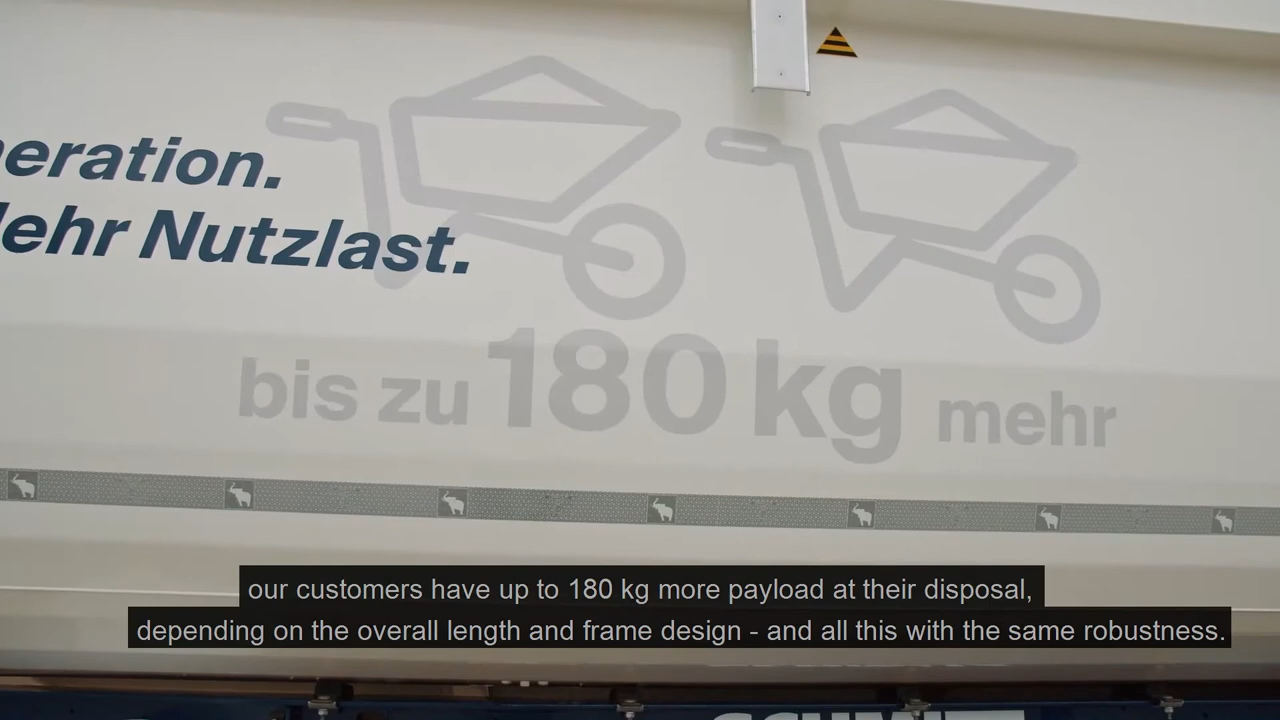 eration.
ehr Nutzlast.
bis zu 180 kg mehr
our customers have up to 180 kg more payload at their disposal,
depending on the overall length and frame design - and all this with the same robustness.